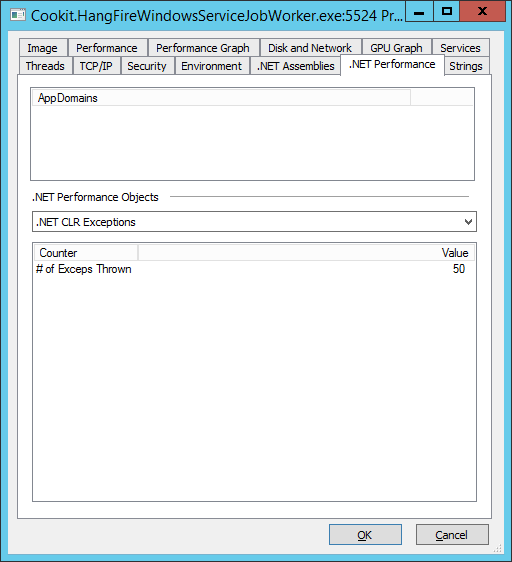 Cookit.HangFireWindowsServiceJobWorker.exe:5524 Pr...
Image Performance Performance Graph Disk and Network GPU Graph Services
Threads TCP/IP Security Environment .NET Assemblies .NET Performance Strings
AppDomains
.NET Performance Objects
.NET CLR Exceptions
Counter Value
# of Exceps Thrown 50
OK Cancel